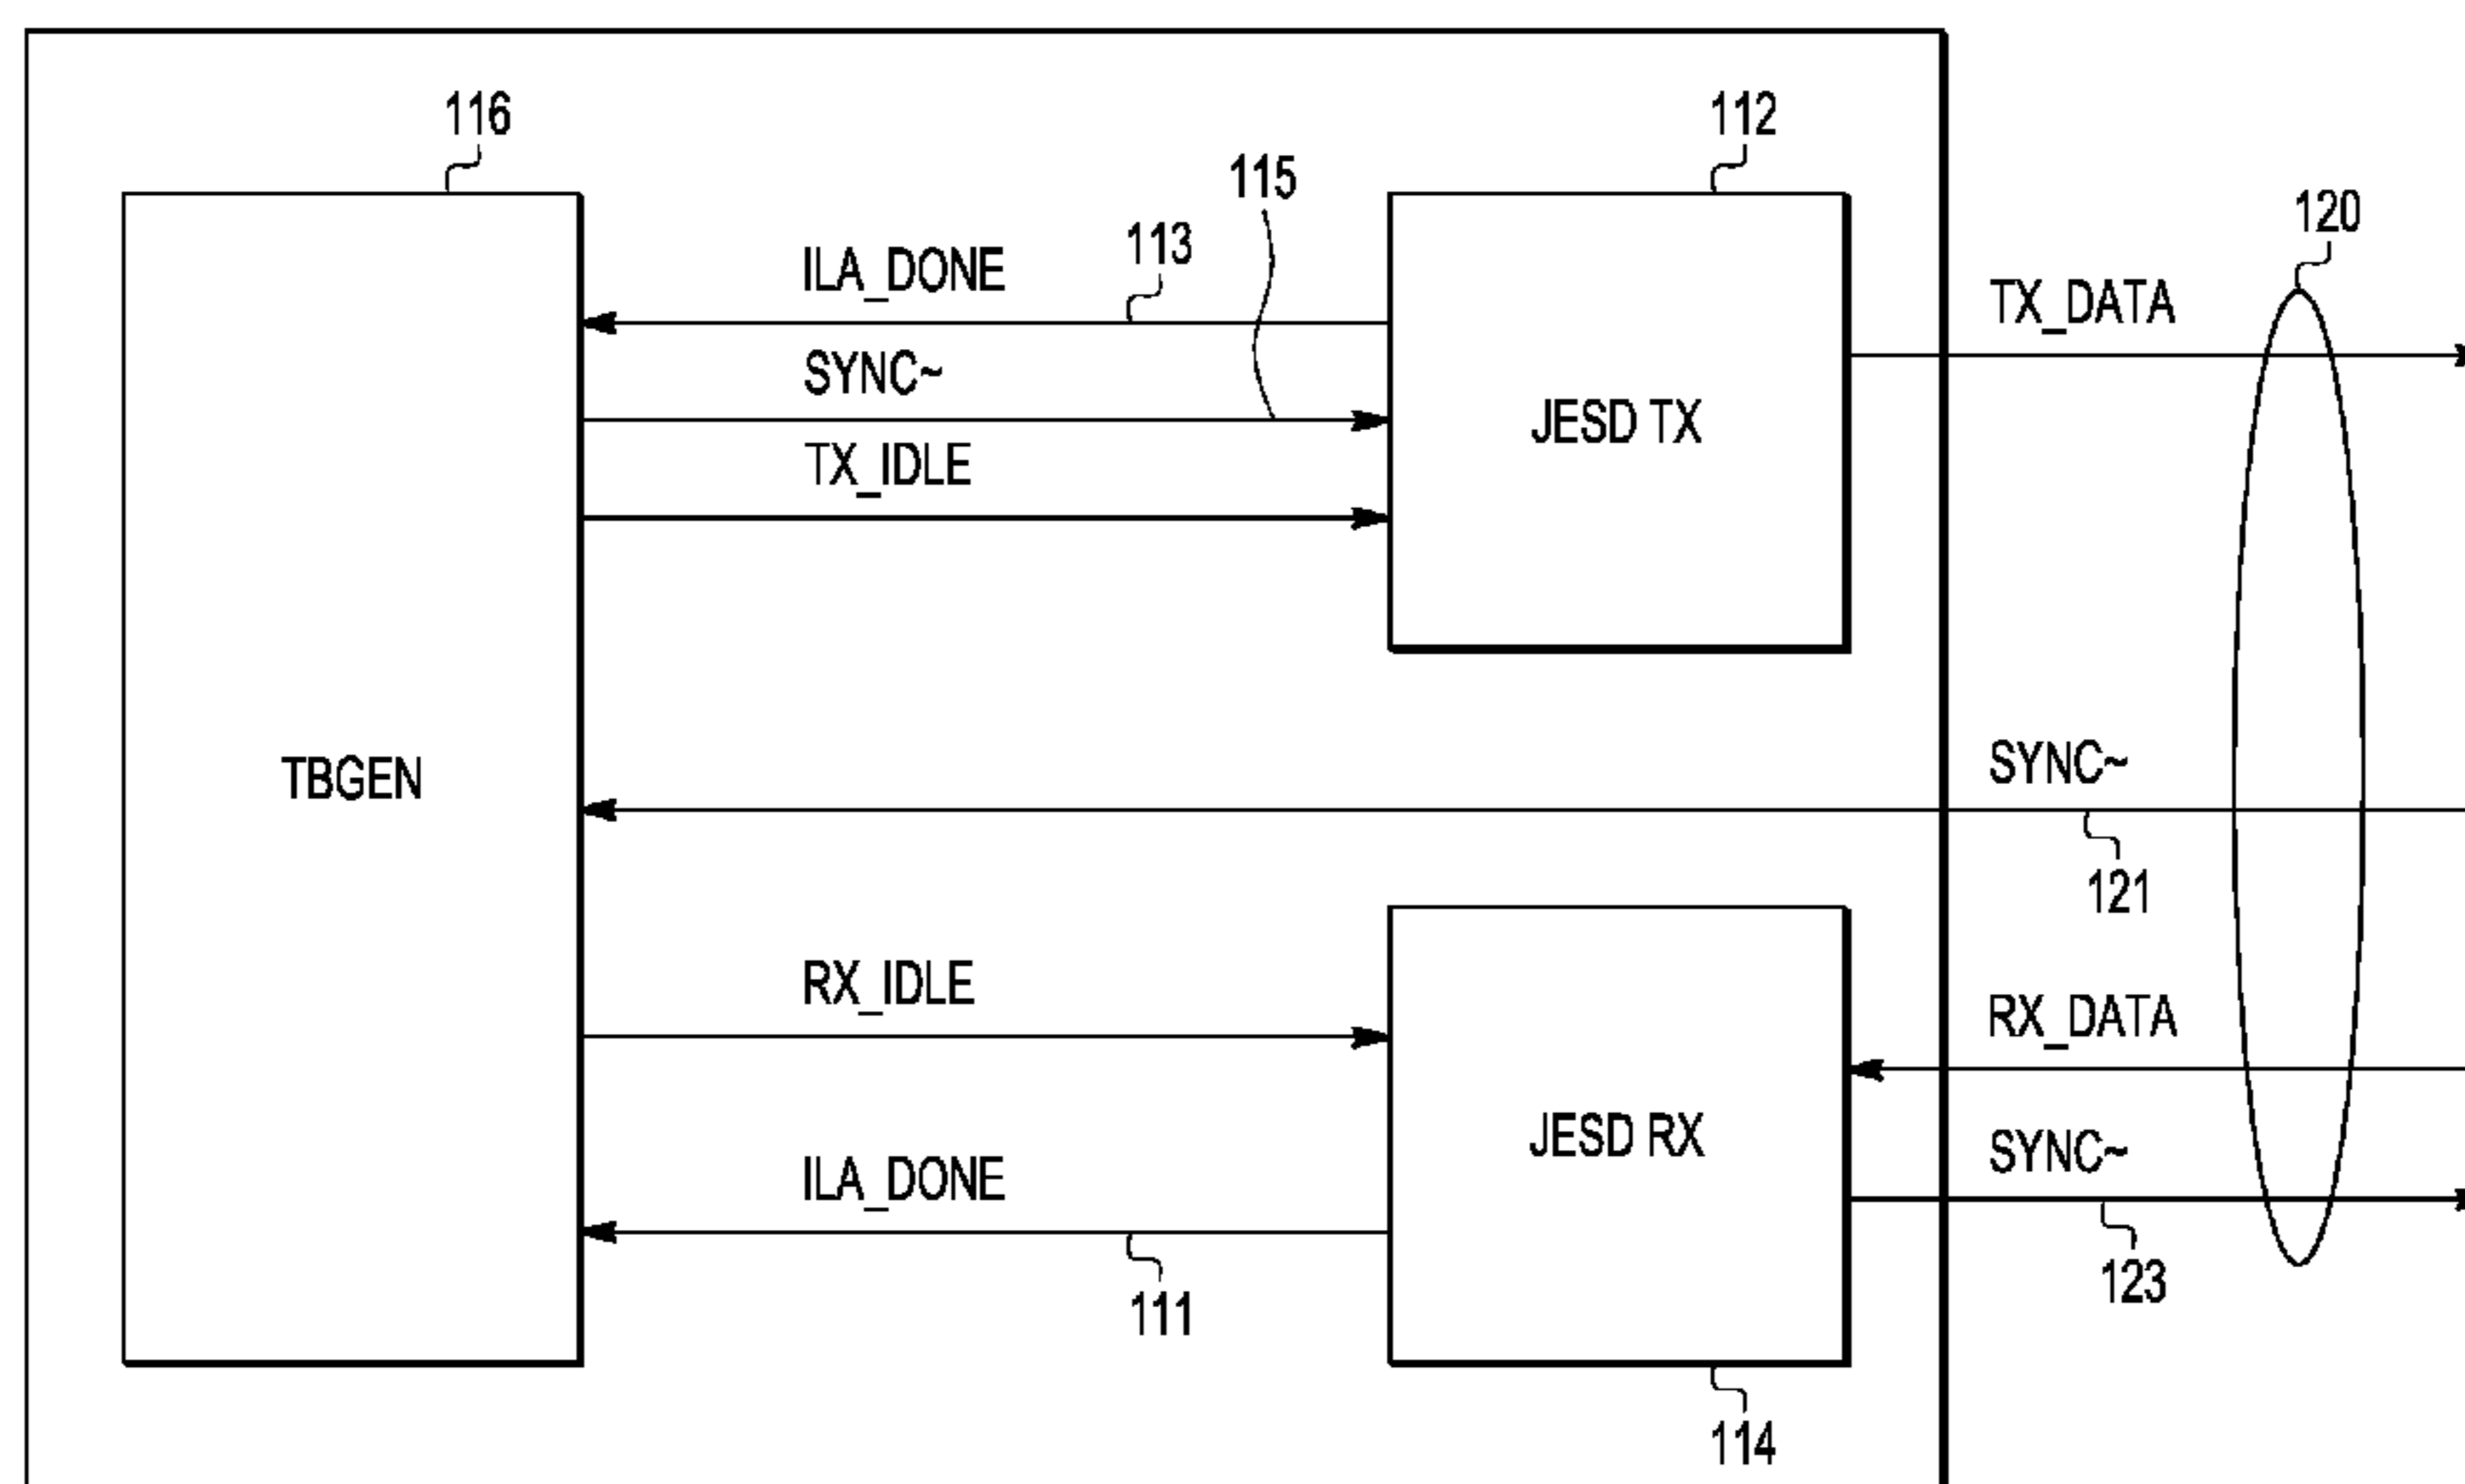 116
112
115
120
113
ILA_DONE
TX_DATA
SYNC~
JESD TX
TX_IDLE
TBGEN
SYNC~
121
RX_IDLE
RX_DATA
JESD RX
SYNC~
ILA_DONE
123
111
114